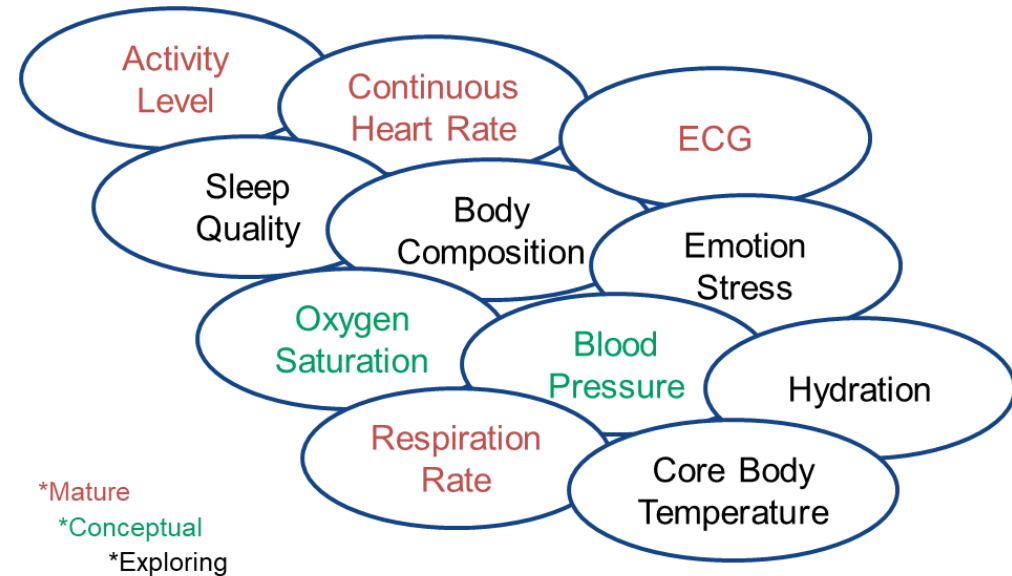 Activity
Level
Continuous
Heart Rate
ECG
Sleep
Quality
Body
Composition
Emotion
Stress
Oxygen
Saturation
Blood
Pressure
Hydration
Respiration
Rate
Core Body
Temperature
*Mature
*Conceptual
*Exploring